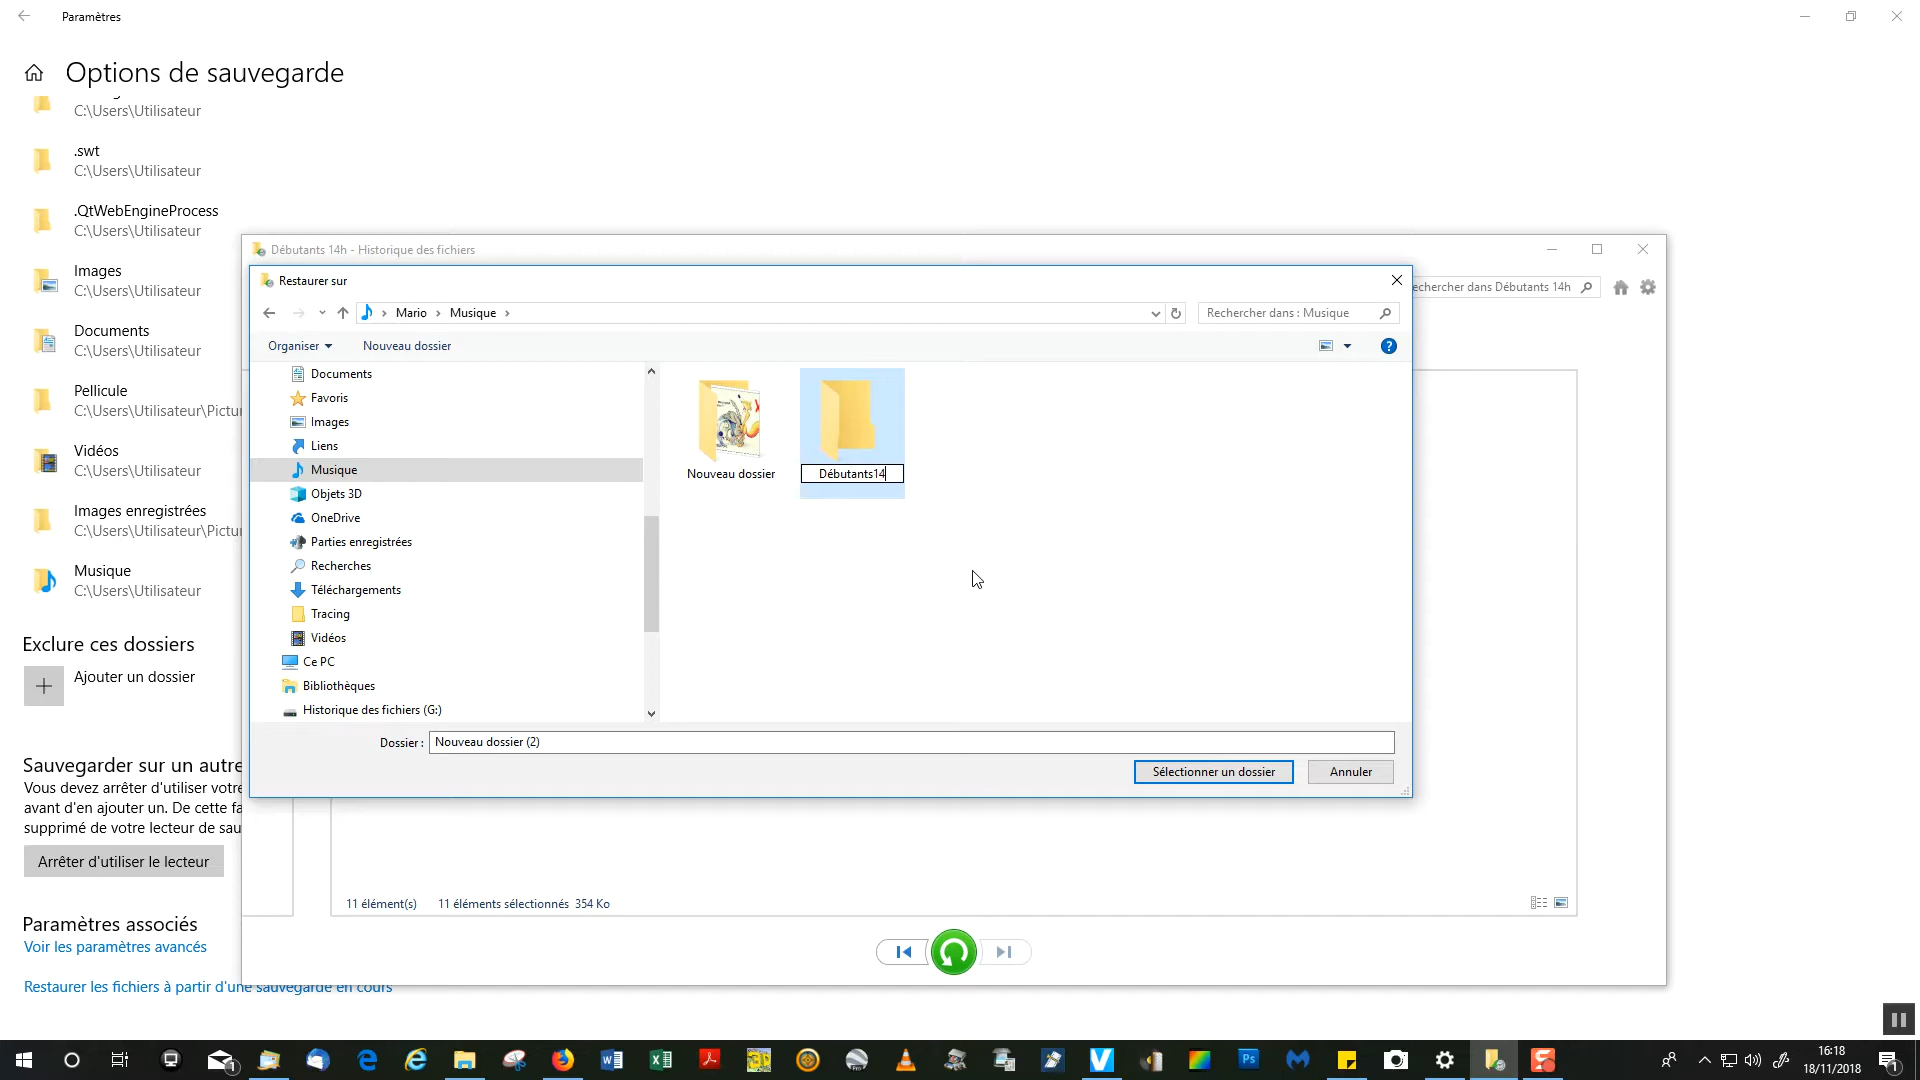 Paramètres
Options de sauvegarde
C:\Users\Utilisateur
.swt
C:\Users\Utilisateur
.QtWebEngineProcess
C:\Users\Utilisateur
Images
C:\Users\Utilisateur
Documents
C:\Users\Utilisateur
Pellicule
C:\Users\Utilisateur\Pictu
Vidéos
C:\Users\Utilisateur
Images enregistrées
C:\Users\Utilisateur\Pictu
Musique
C:\Users\Utilisateur
Exclure ces dossiers
Ajouter un dossier
Sauvegarder sur un autre
Vous devez arrêter d'utiliser votre
avant d'en ajouter un. De cette fa
supprimé de votre lecteur de sau
Arrêter d'utiliser le lecteur
Paramètres associés
Voir les paramètres avancés
Restaurer les fichiers à partir d'une sauvegarde en cours
Débutants 14h - Historique des fichiers
echercher dans Débutants 14h
Restaurer sur
Mario
Musique
Rechercher dans : Musique
Organiser
Nouveau dossier
Documents
Favoris
Images
Liens
Musique
Objets 3D
OneDrive
Parties enregistrées
Recherches
Téléchargements
Tracing
Vidéos
Ce PC
Bibliothèques
Historique des fichiers (G:)
Nouveau dossier
Débutants14
Dossier : Nouveau dossier (2)
Sélectionner un dossier
Annuler
11 élément(s) 11 éléments sélectionnés 354 Ko
16:18
18/11/2018